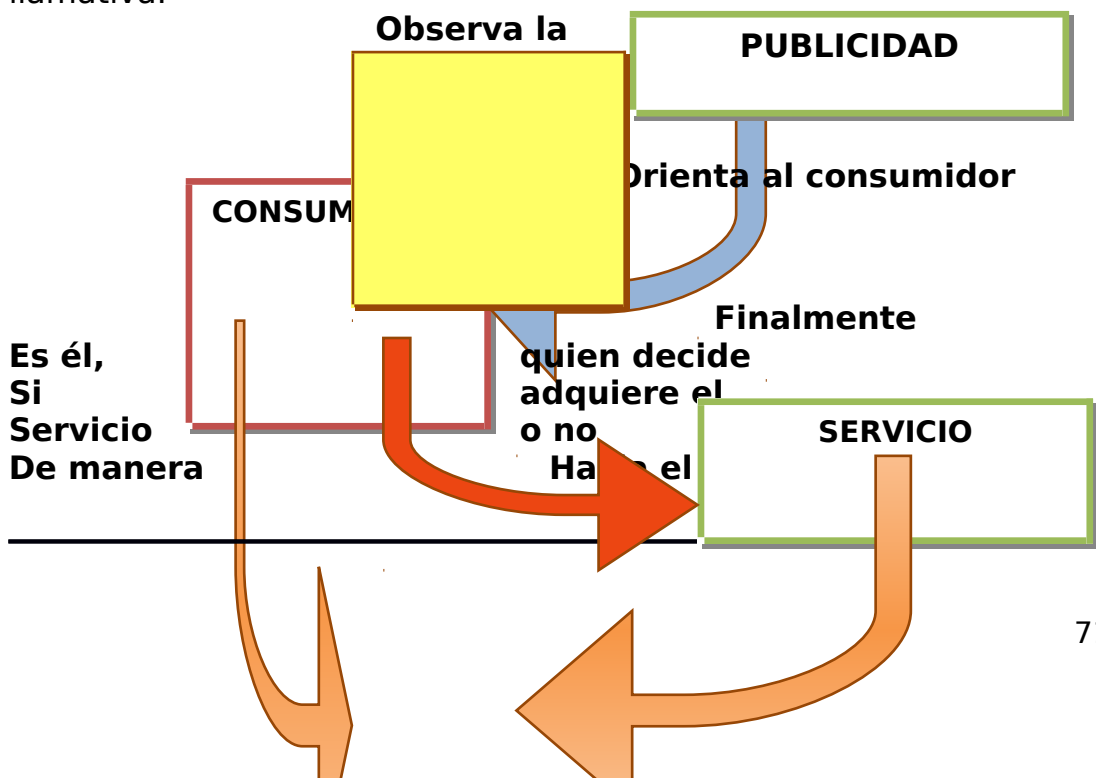 Observa la
PUBLICIDAD
Orienta al consumidor
CONSUM
Finalmente
Es él, quien decide
Si adquiere el
Servicio o no
De manera el
SERVICIO